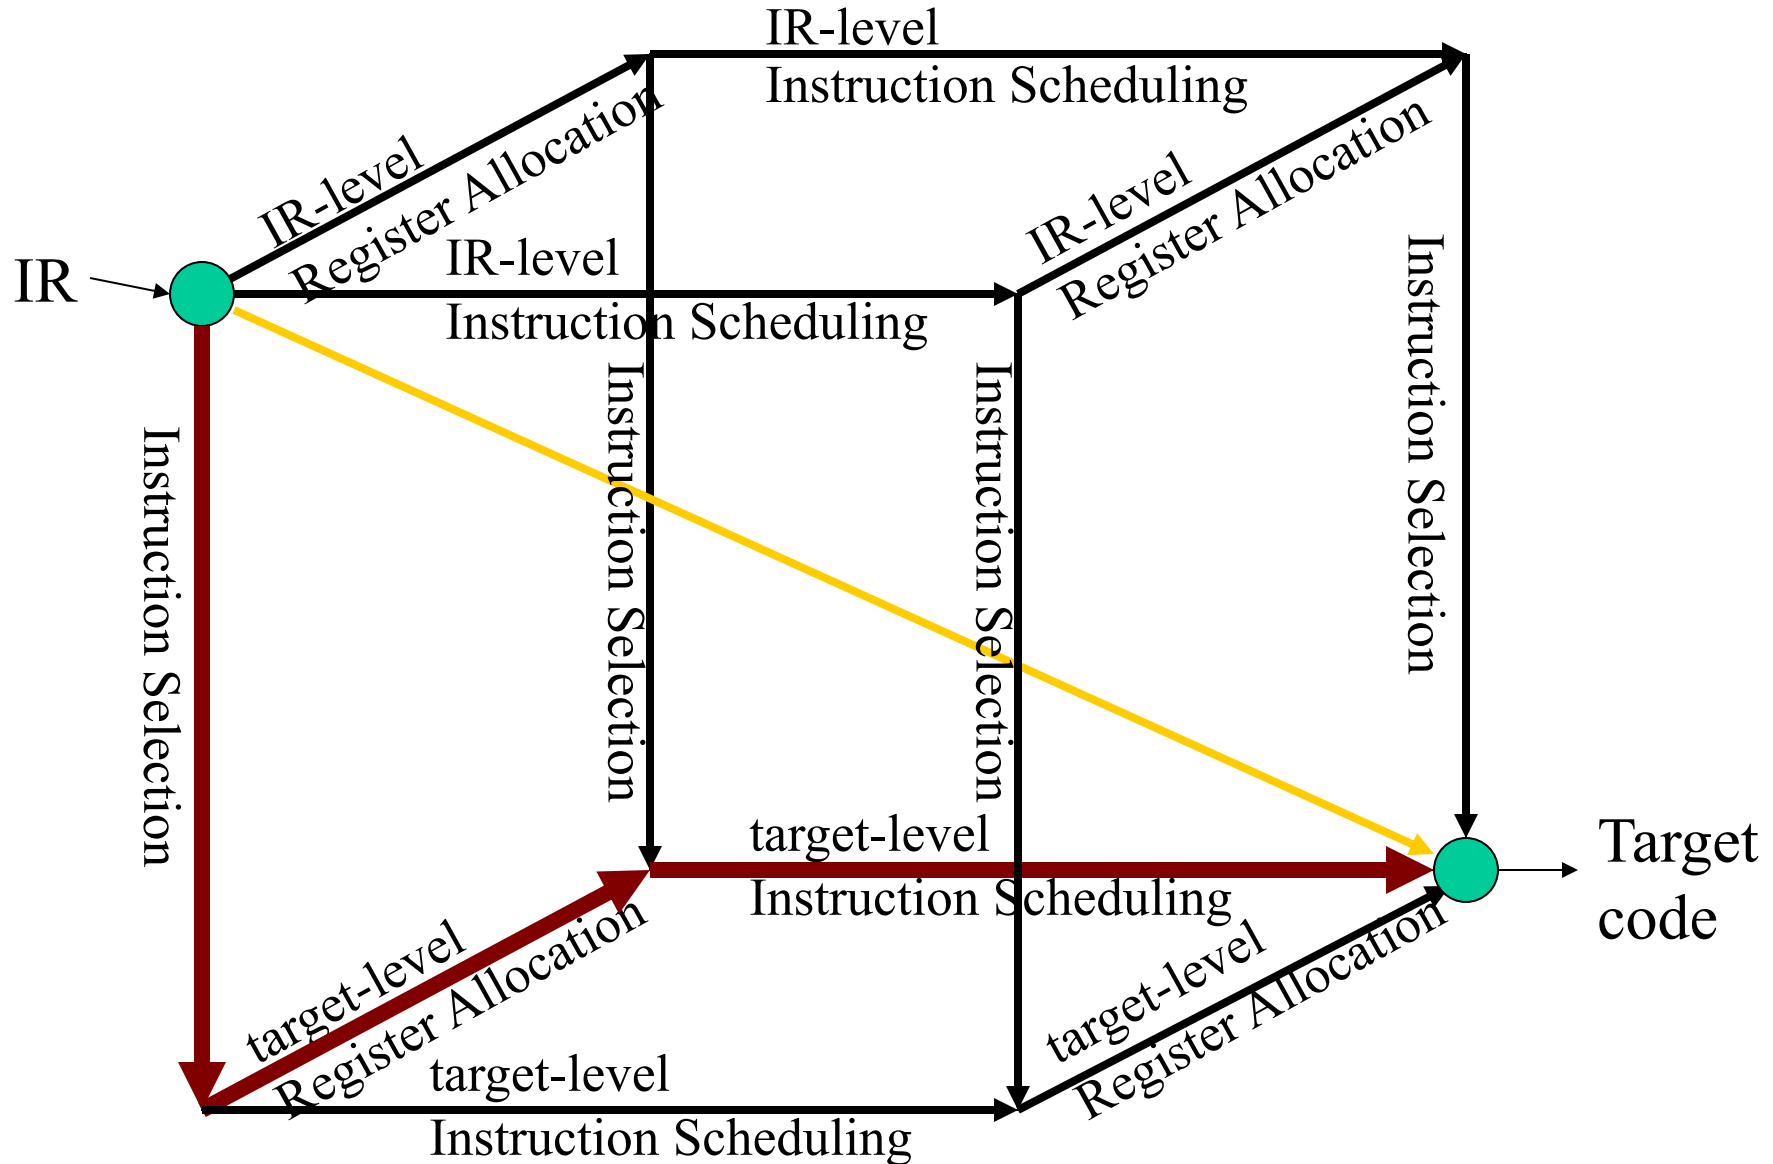 IR-level
Instruction Scheduling
IR-level
Register Allocation
IR-level
Register Allocation
IR
IR-level
Instruction Scheduling
Instruction Selection
Instruction Selection
Instruction Selection
Instruction Selection
target-level
Instruction Scheduling
Target
code
target-level
Register Allocation
target-level
Register Allocation
target-level
Instruction Scheduling